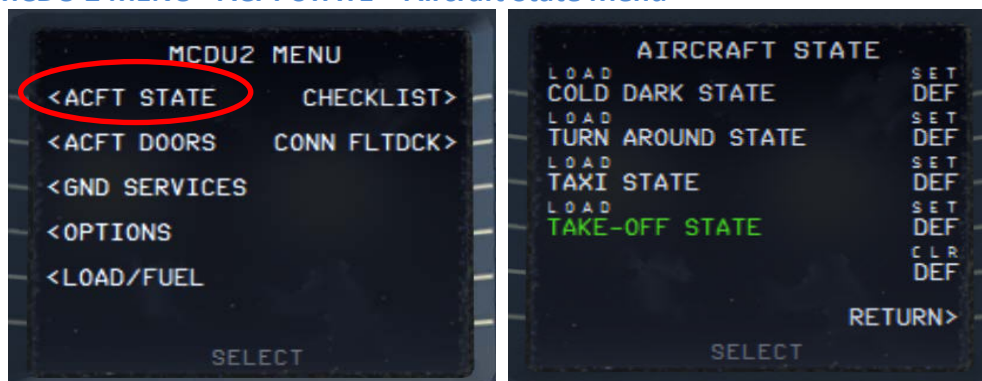 MCDU2 MENU
<ACFT STATE CHECKLIST>
<ACFT DOORS CONN FLTDCK>
<GND SERVICES
<OPTIONS
<LOAD/FUEL
SELECT
AIRCRAFT STATE
LOAD SET
COLD DARK STATE DEF
LOAD SET
TURN AROUND STATE DEF
LOAD SET
TAXI STATE DEF
LOAD SET
TAKE-OFF STATE DEF
CLR
DEF
RETURN>
SELECT